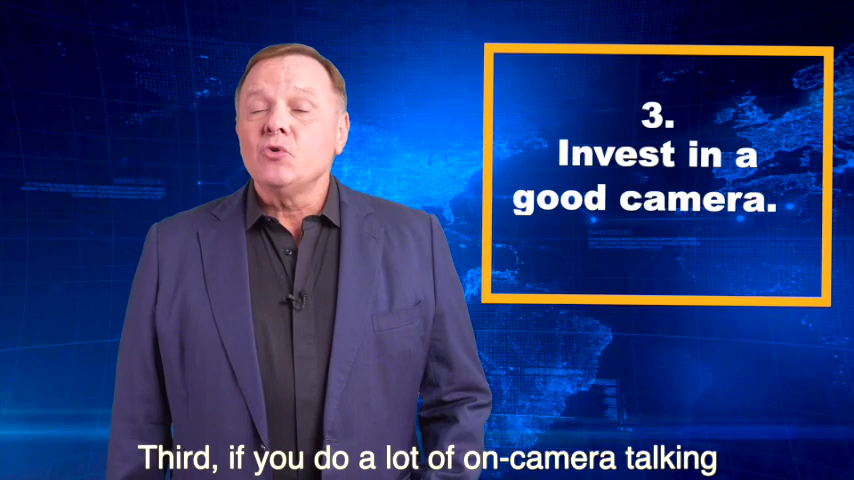 3.
Invest in a
good camera.
Third, if you do a lot of on-camera talking